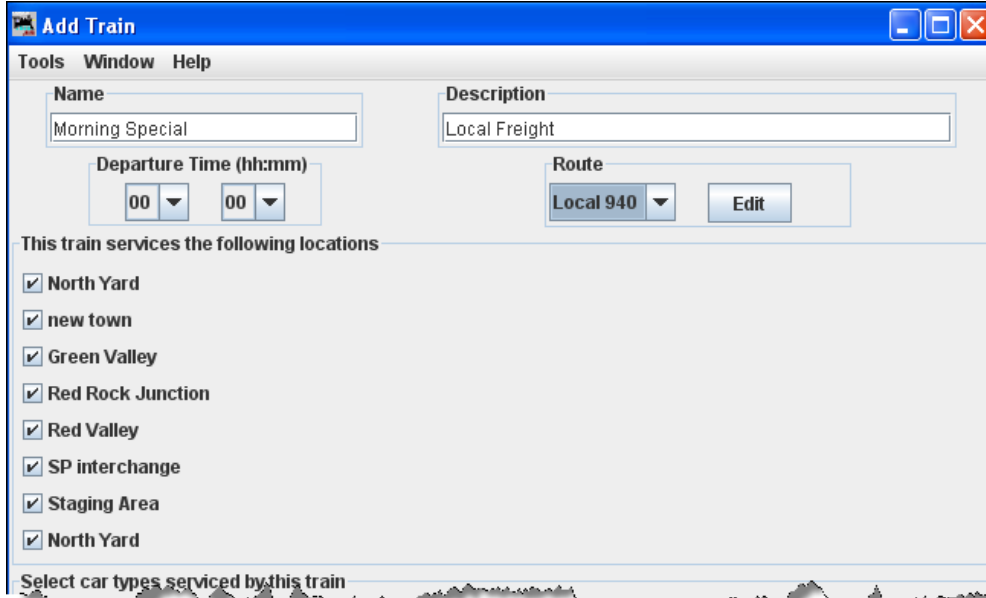 Add Train
Tools Window Help
Name Description
Morning Special Local Freight
Departure Time (hh:mm) Route
00 00 Local 940 Edit
This train services the following locations
North Yard
new town
Green Valley
Red Rock Junction
Red Valley
SP interchange
Staging Area
North Yard
Select car types serviced by this train